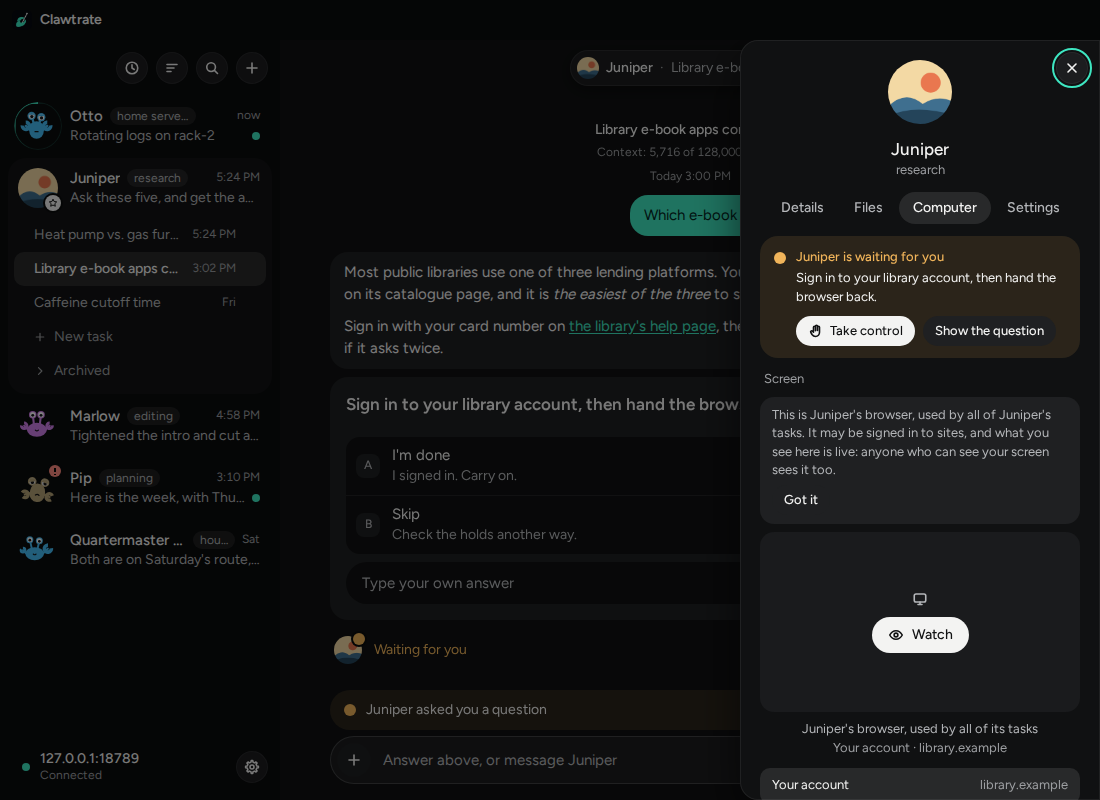 Clawtrate
Otto home serve... now
Rotating logs on rack-2
Juniper research 5:24 PM
Ask these five, and get the a...
Heat pump vs. gas fur... 5:24 PM
Library e-book apps c... 3:02 PM
Caffeine cutoff time Fri
New task
Archived
Marlow editing 4:58 PM
Tightened the intro and cut a...
Pip planning 3:10 PM
Here is the week, with Thu...
Quartermaster ... hou... Sat
Both are on Saturday's route,...
127.0.0.1:18789
Connected
Juniper · Library e-bo
Library e-book apps co
Context: 5,716 of 128,000
Today 3:00 PM
Which e-book
Most public libraries use one of three lending platforms. You
on its catalogue page, and it is the easiest of the three to s
Sign in with your card number on the library's help page, the
if it asks twice.
Sign in to your library account, then hand the brow
A I'm done
I signed in. Carry on.
B Skip
Check the holds another way.
Type your own answer
Waiting for you
Juniper asked you a question
Answer above, or message Juniper
Juniper
research
Details Files Computer Settings
Juniper is waiting for you
Sign in to your library account, then hand the
browser back.
Take control Show the question
Screen
This is Juniper's browser, used by all of Juniper's
tasks. It may be signed in to sites, and what you
see here is live: anyone who can see your screen
sees it too.
Got it
Watch
Juniper's browser, used by all of its tasks
Your account · library.example
Your account library.example